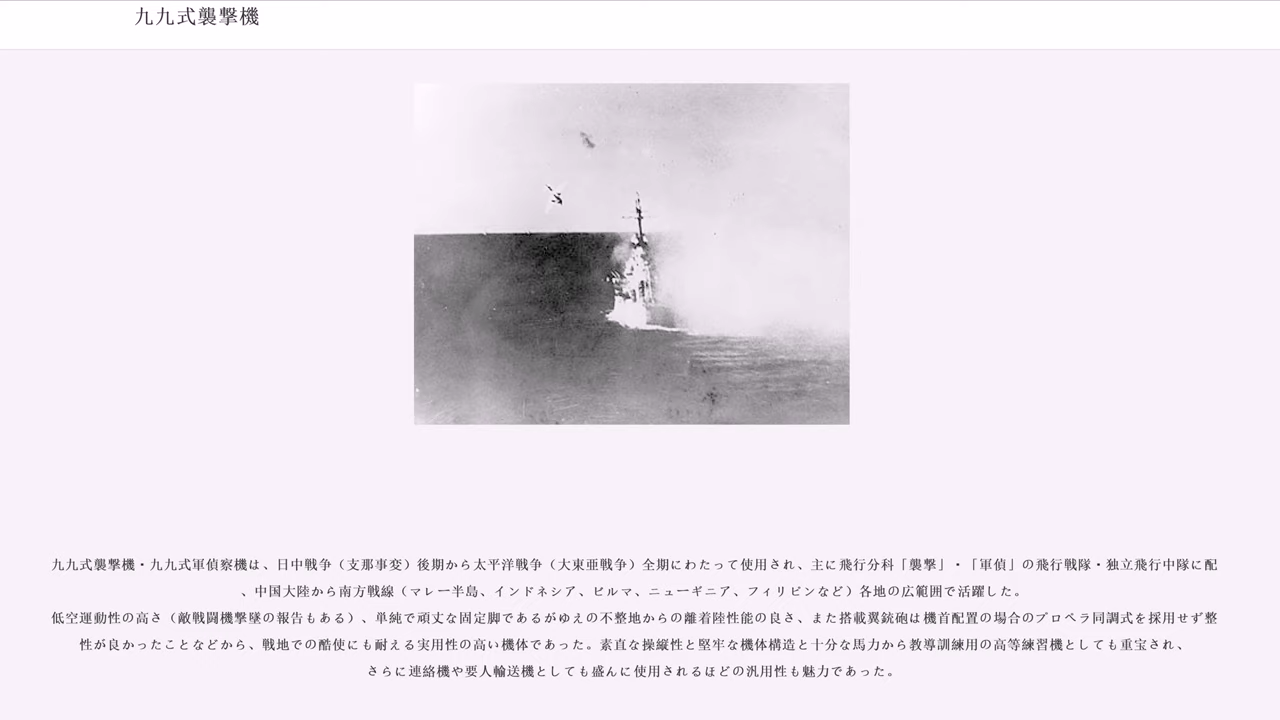 九九式襲撃機
九九式襲撃機・九九式軍偵察機は、日中戦争（支那事変）後期から太平洋戦争（大東亜戦争）全期にわたって使用され、主に飛行分科「襲撃」・「軍偵」の飛行戦隊・独立飛行中隊に配
、中国大陸から南方戦線（マレー半島、インドネシア、ビルマ、ニューギニア、フィリピンなど）各地の広範囲で活躍した。
低空運動性の高さ（敵戦闘機撃墜の報告もある）、単純で頑丈な固定脚であるがゆえの不整地からの離着陸性能の良さ、また搭載翼銃砲は機首配置の場合のプロペラ同調式を採用せず整
性が良かったことなどから、戦地での酷使にも耐える実用性の高い機体であった。素直な操縦性と堅牢な機体構造と十分な馬力から教導訓練用の高等練習機としても重宝され、
さらに連絡機や要人輸送機としても盛んに使用されるほどの汎用性も魅力であった。